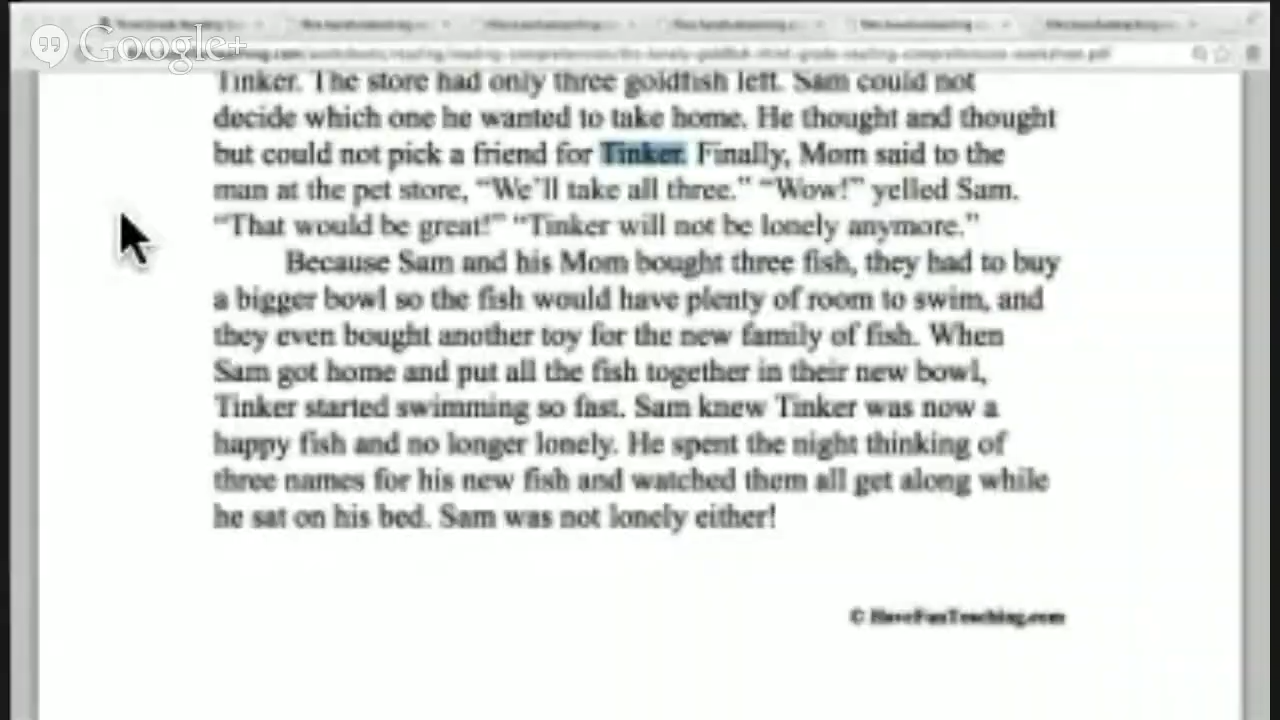 Google+
Tinker. The store had only three goldfish left. Sam could not
decide which one he wanted to take home. He thought and thought
but could not pick a friend for Tinker. Finally, Mom said to the
man at the pet store, “We’ll take all three.” “Wow!” yelled Sam.
“That would be great!” “Tinker will not be lonely anymore.”
Because Sam and his Mom bought three fish, they had to buy
a bigger bowl so the fish would have plenty of room to swim, and
they even bought another toy for the new family of fish. When
Sam got home and put all the fish together in their new bowl,
Tinker started swimming so fast. Sam knew Tinker was now a
happy fish and no longer lonely. He spent the night thinking of
three names for his new fish and watched them all get along while
he sat on his bed. Sam was not lonely either!
© HaveFunTeaching.com